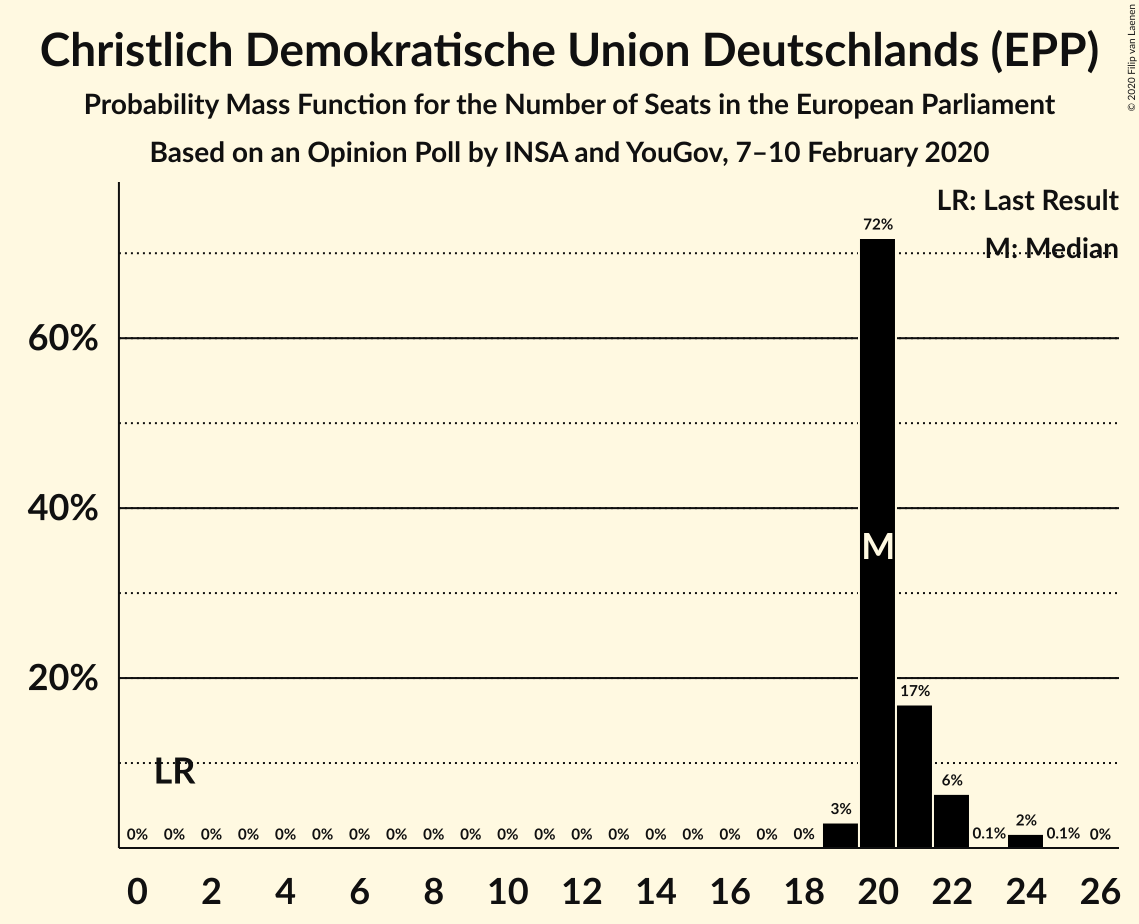 Christlich Demokratische Union Deutschlands (EPP)
Probability Mass Function for the Number of Seats in the European Parliament
Based on an Opinion Poll by INSA and YouGov, 7–10 February 2020
© 2020 Filip van Laenen
LR: Last Result
M: Median
72%
60%
40%
M
20%
17%
LR
6%
3%
0% 0% 0% 0% 0% 0% 0% 0% 0% 0% 0% 0% 0% 0% 0% 0% 0% 0% 0% 0.1% 2% 0.1% 0%
0 2 4 6 8 10 12 14 16 18 20 22 24 26